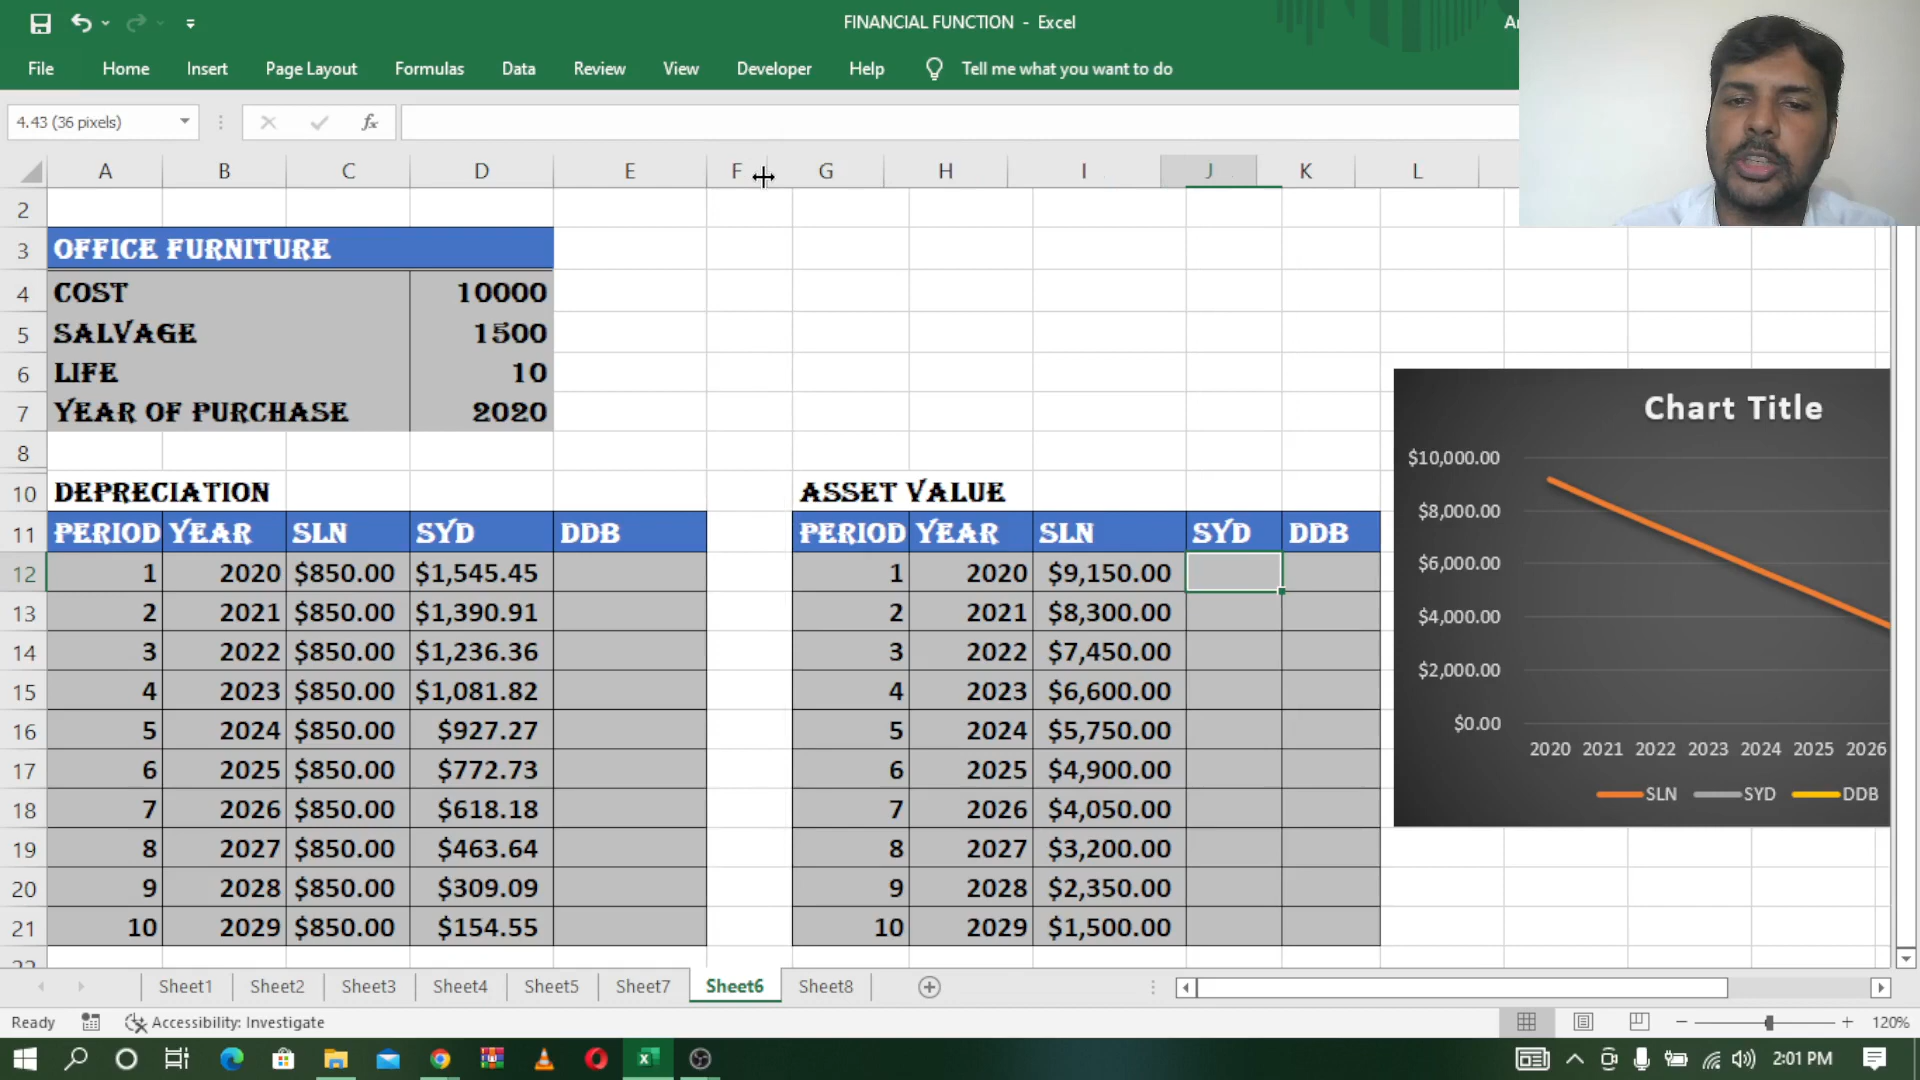 FINANCIAL FUNCTION - Excel
File Home Insert Page Layout Formulas Data Review View Developer Help Tell me what you want to do
4.43 (36 pixels) fx
A B C D E F G H I J K L
2
3 OFFICE FURNITURE
4 COST 10000
5 SALVAGE 1500
6 LIFE 10
7 YEAR OF PURCHASE 2020
8
10 DEPRECIATION ASSET VALUE
11 PERIOD YEAR SLN SYD DDB PERIOD YEAR SLN SYD DDB
12 1 2020 $850.00 $1,545.45 1 2020 $9,150.00
13 2 2021 $850.00 $1,390.91 2 2021 $8,300.00
14 3 2022 $850.00 $1,236.36 3 2022 $7,450.00
15 4 2023 $850.00 $1,081.82 4 2023 $6,600.00
16 5 2024 $850.00 $927.27 5 2024 $5,750.00
17 6 2025 $850.00 $772.73 6 2025 $4,900.00
18 7 2026 $850.00 $618.18 7 2026 $4,050.00
19 8 2027 $850.00 $463.64 8 2027 $3,200.00
20 9 2028 $850.00 $309.09 9 2028 $2,350.00
21 10 2029 $850.00 $154.55 10 2029 $1,500.00
Chart Title
$10,000.00
$8,000.00
$6,000.00
$4,000.00
$2,000.00
$0.00
2020 2021 2022 2023 2024 2025 2026
SLN SYD DDB
Sheet1 Sheet2 Sheet3 Sheet4 Sheet5 Sheet7 Sheet6 Sheet8
Ready Accessibility: Investigate 120%
2:01 PM